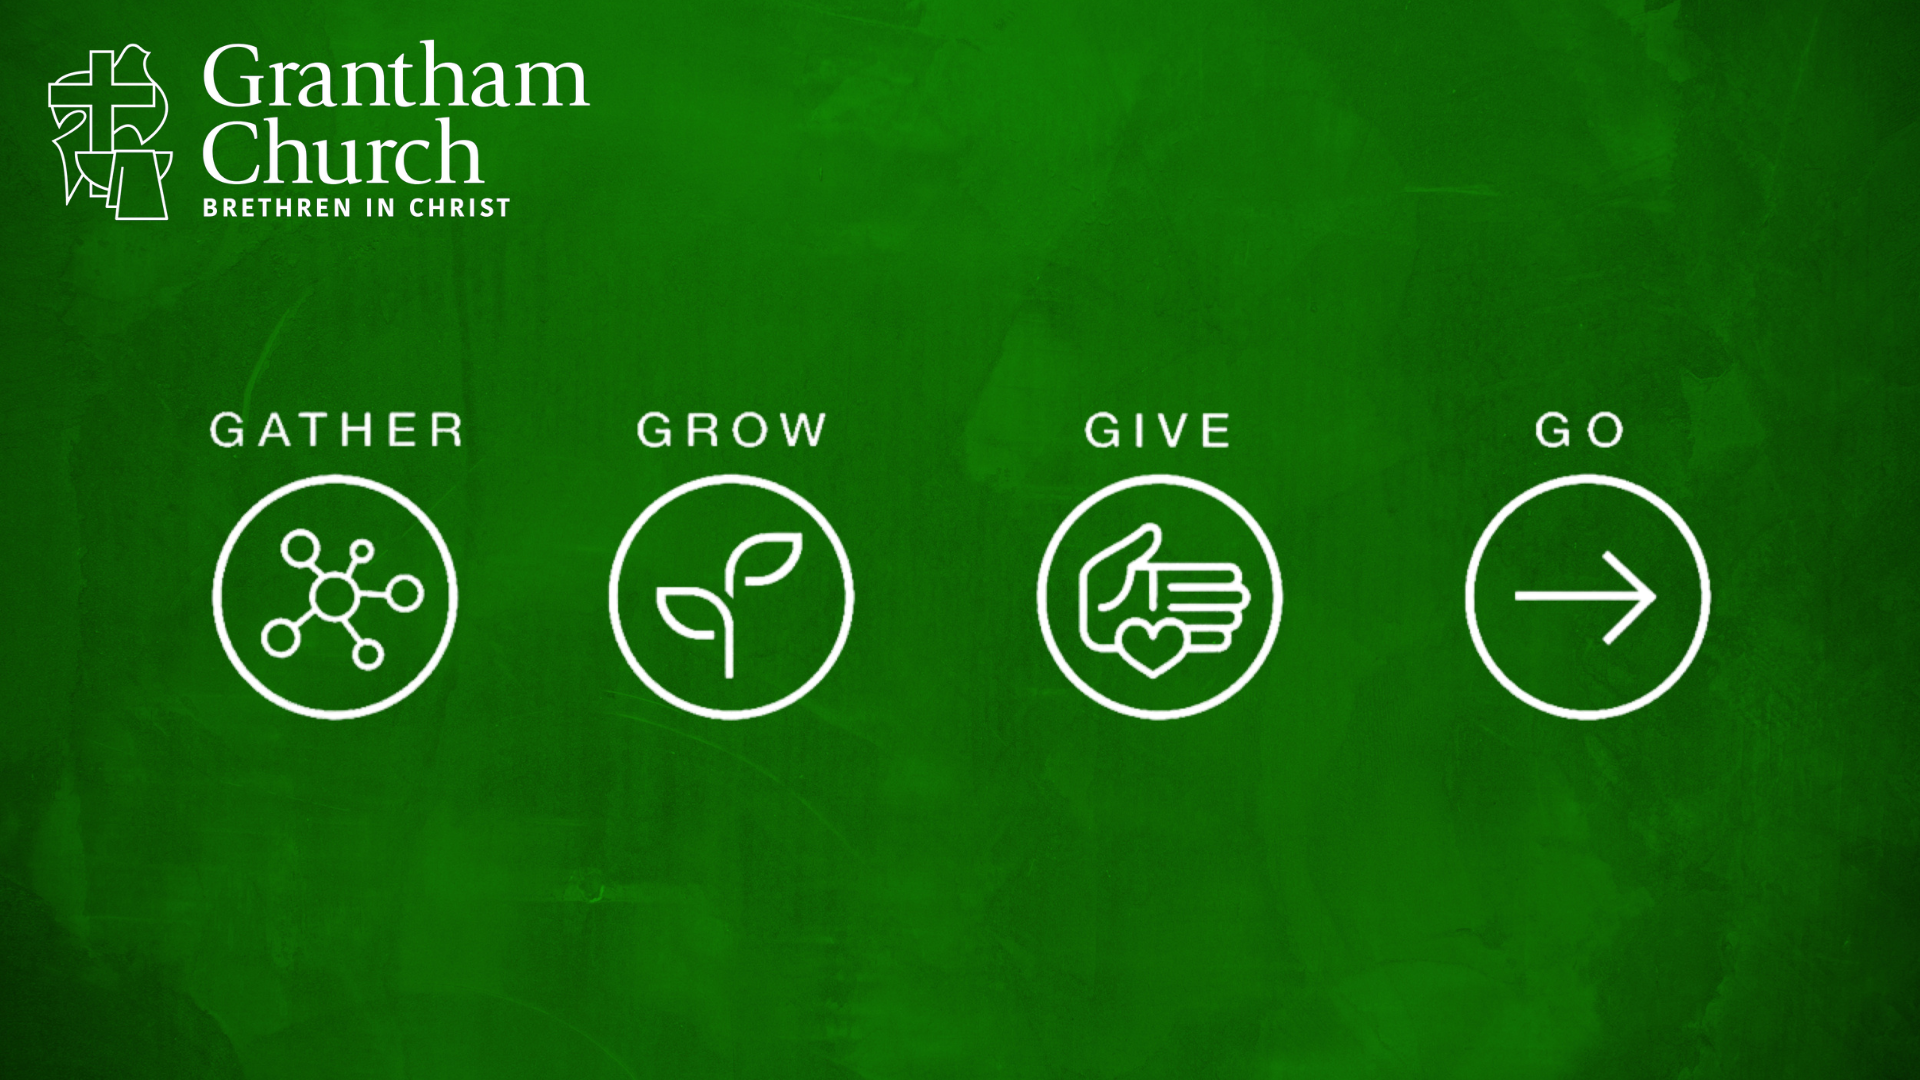 Grantham
Church
BRETHREN IN CHRIST
GATHER GROW GIVE GO